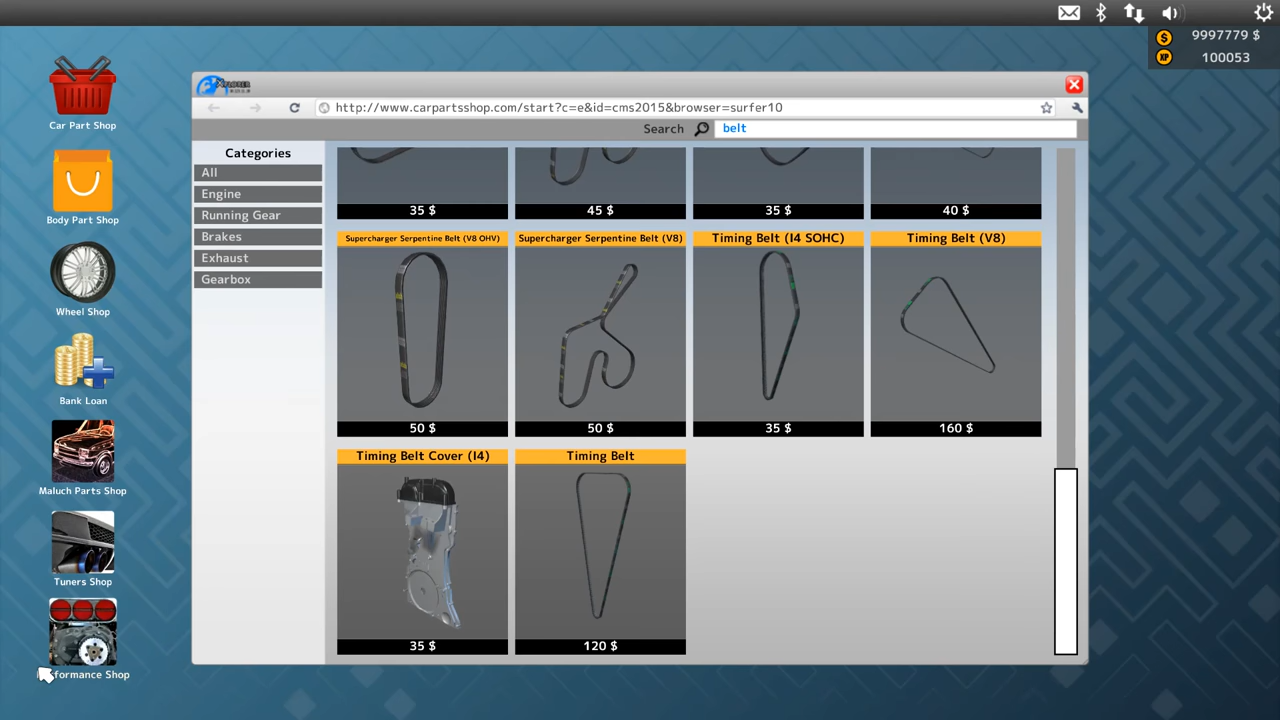 9997779 $
100053
Car Part Shop
Body Part Shop
Wheel Shop
Bank Loan
Maluch Parts Shop
Tuners Shop
formance Shop
http://www.carpartsshop.com/start?c=e&id=cms2015&browser=surfer10
Search belt
Categories
All
Engine
Running Gear
Brakes
Exhaust
Gearbox
35 $ 45 $ 35 $ 40 $
Supercharger Serpentine Belt (V8 OHV) Supercharger Serpentine Belt (V8) Timing Belt (I4 SOHC) Timing Belt (V8)
50 $ 50 $ 35 $ 160 $
Timing Belt Cover (I4) Timing Belt
35 $ 120 $